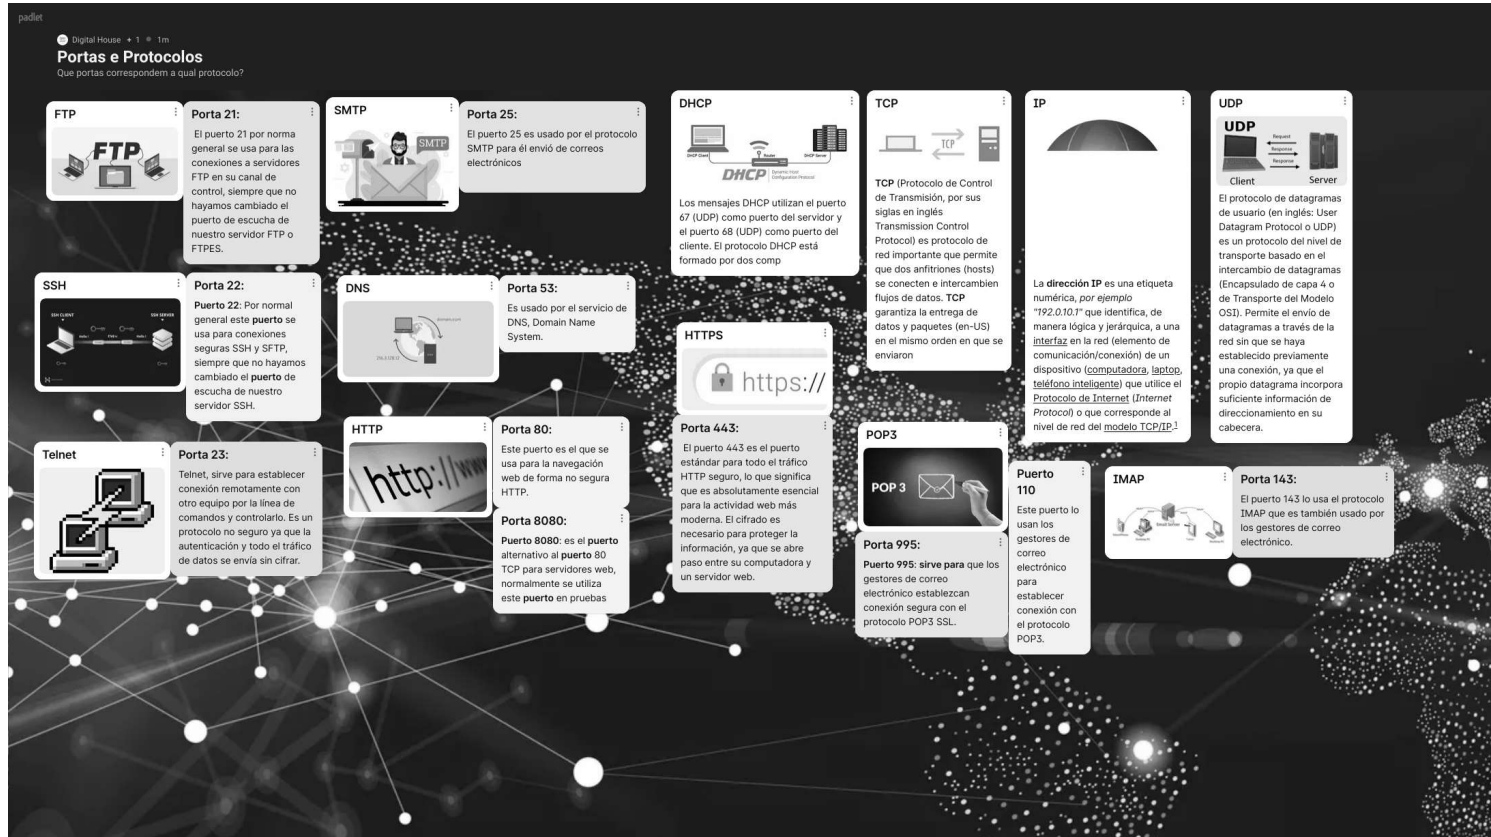 padlet
Digital House + 1 1m
Portas e Protocolos
Que portas correspondem a qual protocolo?
FTP
FTP
Porta 21:
El puerto 21 por norma
general se usa para las
conexiones a servidores
FTP en su canal de
control, siempre que no
hayamos cambiado el
puerto de escucha de
nuestro servidor FTP o
FTPES.
SMTP
SMTP
Porta 25:
El puerto 25 es usado por el protocolo
SMTP para él envió de correos
electrónicos
DHCP
DHCP Client
Router
DHCP Server
DHCP
Dynamic Host
Configuration Protocol
Los mensajes DHCP utilizan el puerto
67 (UDP) como puerto del servidor y
el puerto 68 (UDP) como puerto del
cliente. El protocolo DHCP está
formado por dos comp
TCP
TCP
TCP (Protocolo de Control
de Transmisión, por sus
siglas en inglés
Transmission Control
Protocol) es protocolo de
red importante que permite
que dos anfitriones (hosts)
se conecten e intercambien
flujos de datos. TCP
garantiza la entrega de
datos y paquetes (en-US)
en el mismo orden en que se
enviaron
IP
La dirección IP es una etiqueta
numérica, por ejemplo
"192.0.10.1" que identifica, de
manera lógica y jerárquica, a una
interfaz en la red (elemento de
comunicación/conexión) de un
dispositivo (computadora, laptop,
teléfono inteligente) que utilice el
Protocolo de Internet (Internet
Protocol) o que corresponde al
nivel de red del modelo TCP/IP.1
UDP
UDP
Request
Response
Response
Client
Server
El protocolo de datagramas
de usuario (en inglés: User
Datagram Protocol o UDP)
es un protocolo del nivel de
transporte basado en el
intercambio de datagramas
(Encapsulado de capa 4 o
de Transporte del Modelo
OSI). Permite el envío de
datagramas a través de la
red sin que se haya
establecido previamente
una conexión, ya que el
propio datagrama incorpora
suficiente información de
direccionamiento en su
cabecera.
SSH
SSH CLIENT
SSH SERVER
Porta 22:
Puerto 22: Por normal
general este puerto se
usa para conexiones
seguras SSH y SFTP,
siempre que no hayamos
cambiado el puerto de
escucha de nuestro
servidor SSH.
DNS
domain.com
Porta 53:
Es usado por el servicio de
DNS, Domain Name
System.
HTTPS
https://
Porta 443:
El puerto 443 es el puerto
estándar para todo el tráfico
HTTP seguro, lo que significa
que es absolutamente esencial
para la actividad web más
moderna. El cifrado es
necesario para proteger la
información, ya que se abre
paso entre su computadora y
un servidor web.
Telnet
Porta 23:
Telnet, sirve para establecer
conexión remotamente con
otro equipo por la línea de
comandos y controlarlo. Es un
protocolo no seguro ya que la
autenticación y todo el tráfico
de datos se envía sin cifrar.
HTTP
http://www
Porta 80:
Este puerto es el que se
usa para la navegación
web de forma no segura
HTTP.
Porta 8080:
Puerto 8080: es el puerto
alternativo al puerto 80
TCP para servidores web,
normalmente se utiliza
este puerto en pruebas
POP3
POP 3
Porta 995:
Puerto 995: sirve para que los
gestores de correo
electrónico establezcan
conexión segura con el
protocolo POP3 SSL.
Puerto
110
Este puerto lo
usan los
gestores de
correo
electrónico
para
establecer
conexión con
el protocolo
POP3.
IMAP
Email Server
Porta 143:
El puerto 143 lo usa el protocolo
IMAP que es también usado por
los gestores de correo
electrónico.